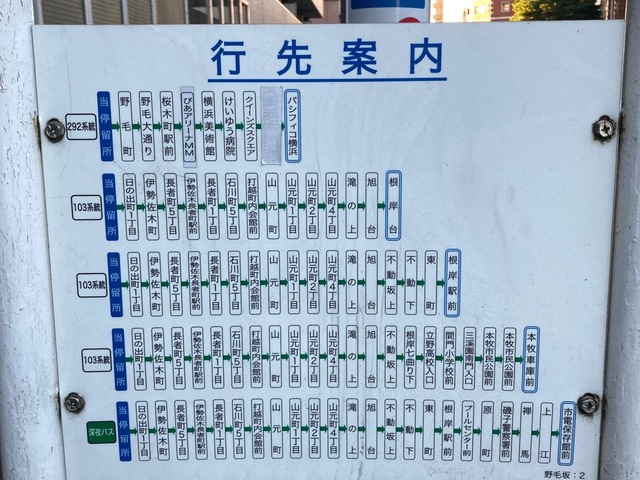 行先案内
292系統 当停留所 野毛町 野毛大通り 桜木町駅前 ぴあアリーナMM 横浜美術館 けいゆう病院 クイーンズスクエア パシフィコ横浜
103系統 当停留所 日の出町1丁目 伊勢佐木町 長者町5丁目 伊勢佐木長者町駅前 長者町1丁目 石川町5丁目 打越町内会館前 山元町 山元町1丁目 山元町2丁目 山元町4丁目 滝の上 旭台 根岸台
103系統 当停留所 日の出町1丁目 伊勢佐木町 長者町5丁目 伊勢佐木長者町駅前 長者町1丁目 石川町5丁目 打越町内会館前 山元町 山元町1丁目 山元町2丁目 山元町4丁目 滝の上 旭台 不動坂上 不動下 東町 根岸駅前
103系統 当停留所 日の出町1丁目 伊勢佐木町 長者町5丁目 伊勢佐木長者町駅前 長者町1丁目 石川町5丁目 打越町内会館前 山元町 山元町1丁目 山元町2丁目 山元町4丁目 滝の上 旭台 不動坂上 根岸七曲り下 立野高校入口 間門小学校前 三溪園南門入口 本牧市民公園前 本牧市民公園前 本牧車庫前
深夜バス 当停留所 日の出町1丁目 伊勢佐木町 長者町5丁目 伊勢佐木長者町駅前 長者町1丁目 石川町5丁目 打越町内会館前 山元町 山元町1丁目 山元町2丁目 山元町4丁目 滝の上 旭台 不動坂上 不動下 東町 根岸駅前 プールセンター前 原町 磯子警察署前 禅馬 上江 市電保存館前
野毛坂：2